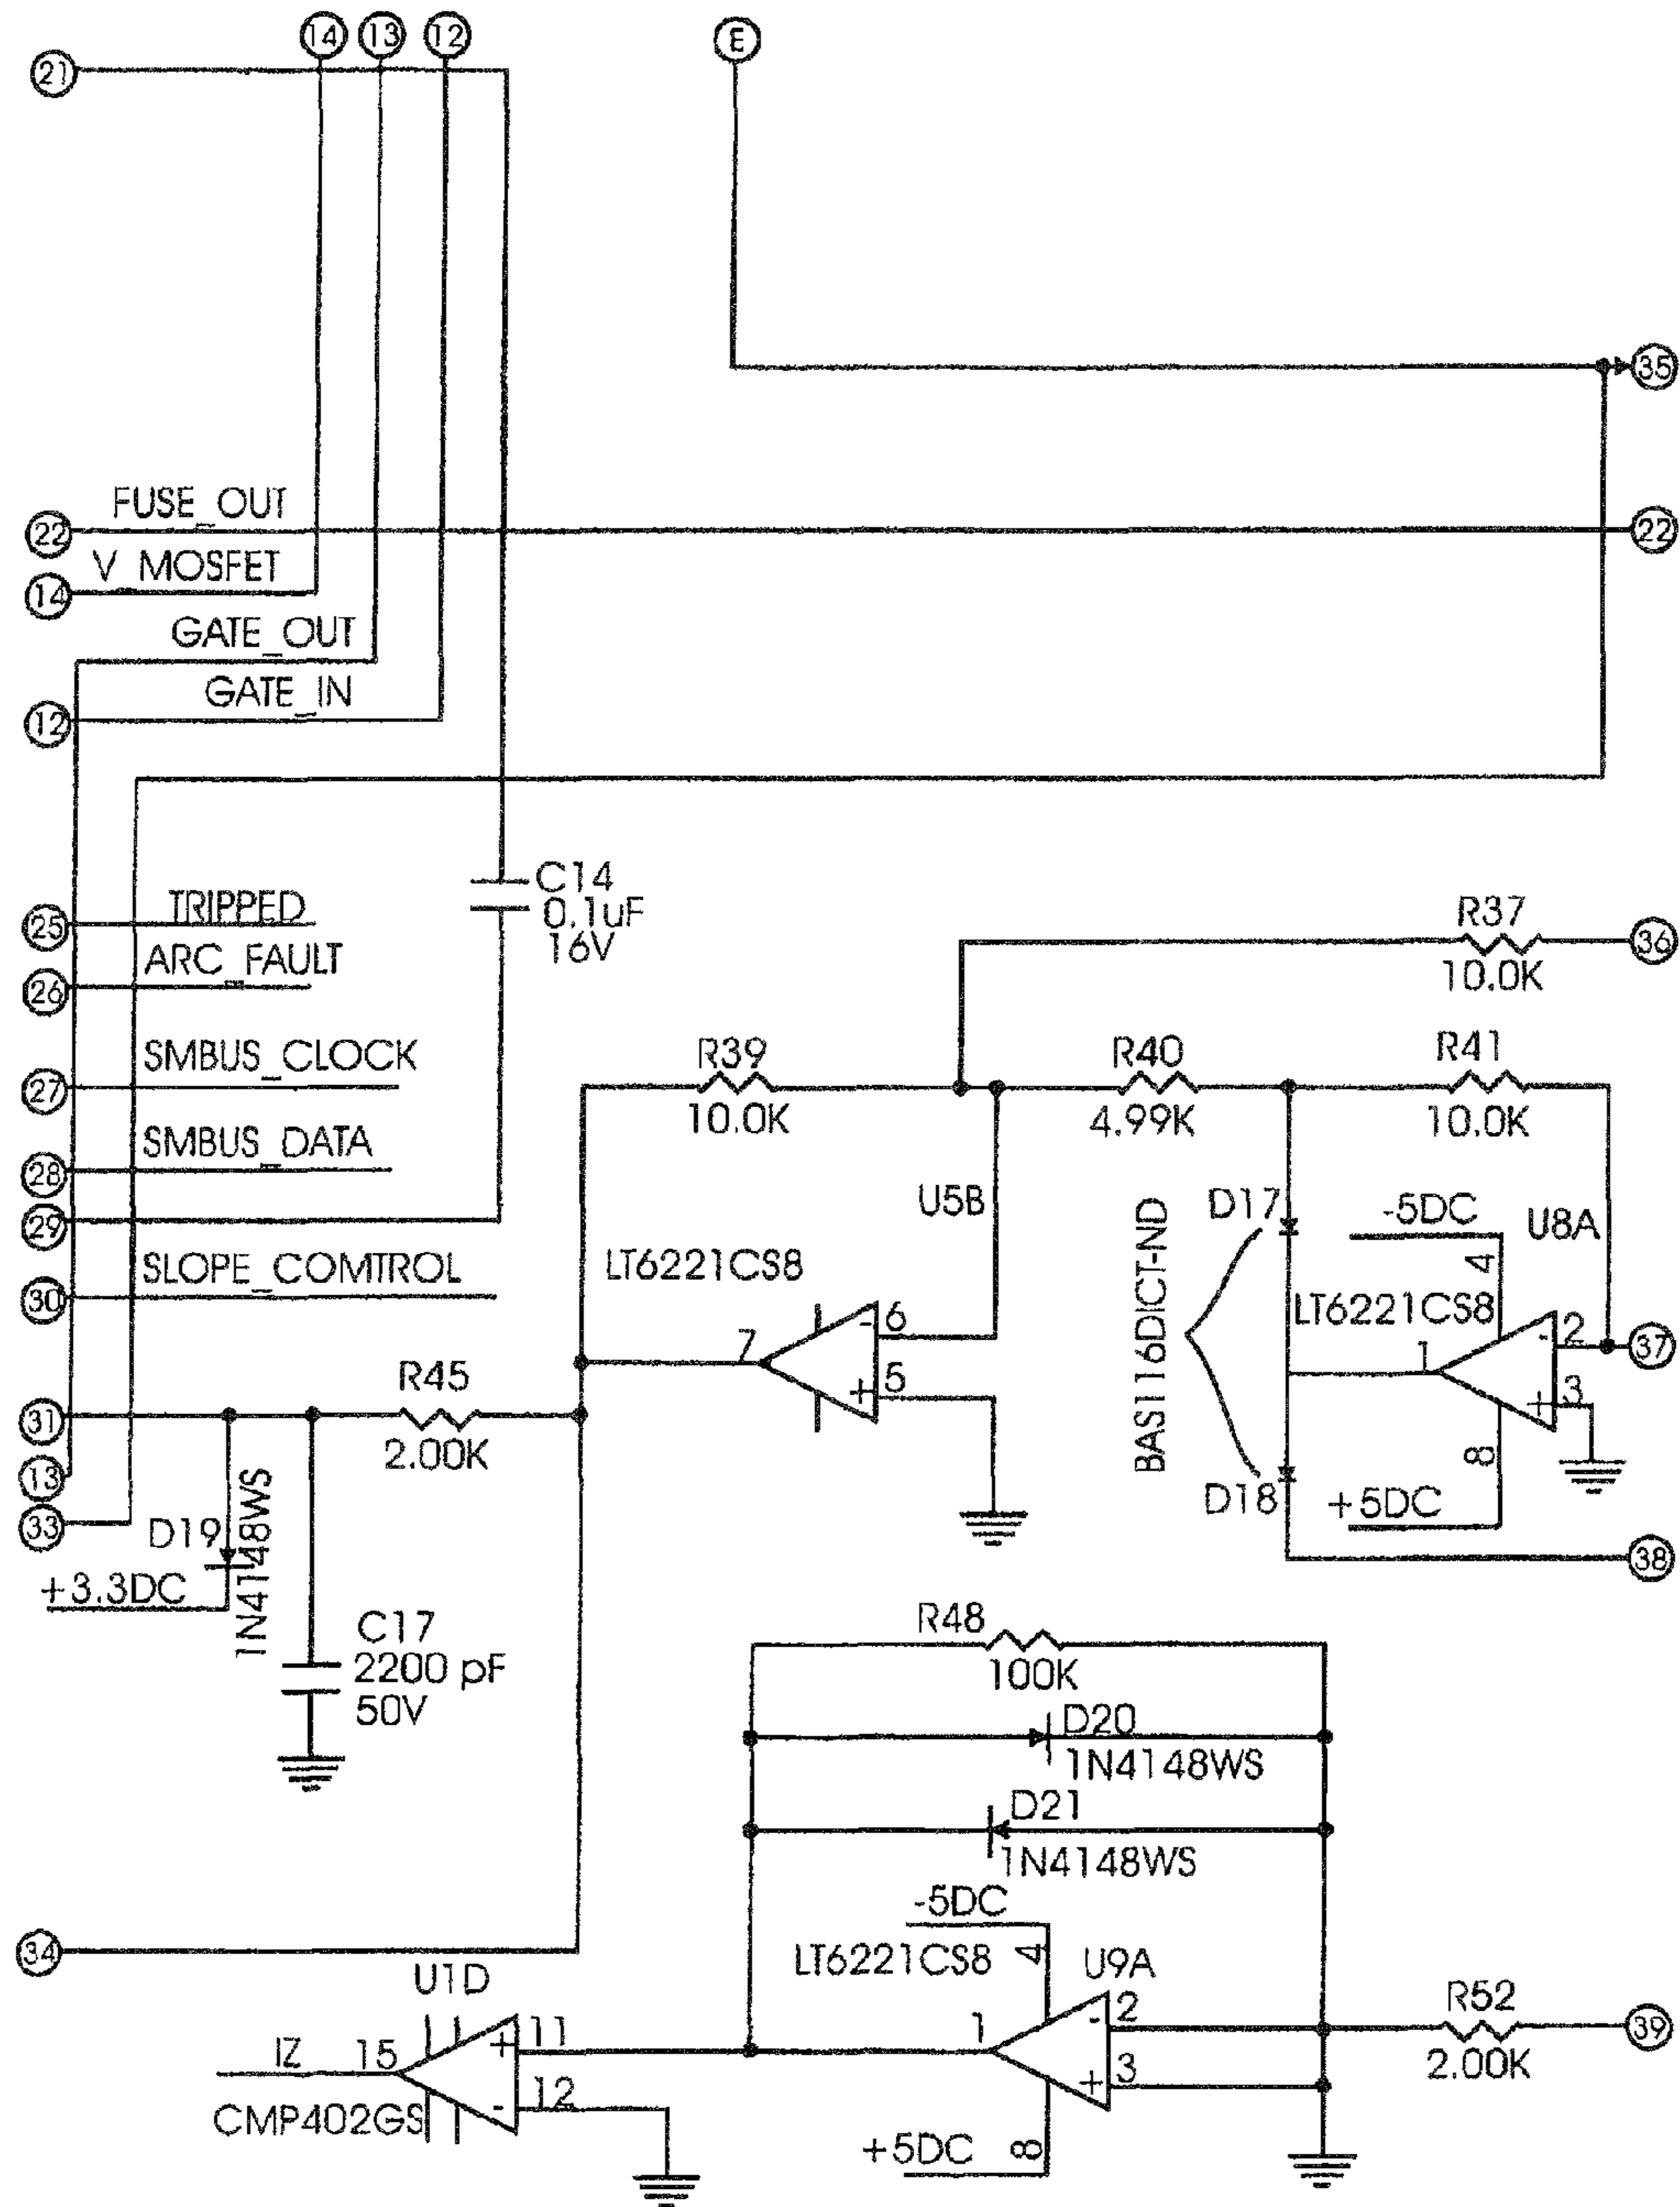 14 13 12
E
21
35
FUSE_OUT
22
22
V_MOSFET
14
GATE_OUT
GATE_IN
12
C14
0.1uF
16V
TRIPPED
25
ARC_FAULT
26
R37
10.0K
36
SMBUS_CLOCK
27
R39
10.0K
R40
4.99K
R41
10.0K
SMBUS_DATA
28
29
SLOPE_COMTROL
30
U5B
LT6221CS8
6
7
5
D17
BAS116DICT-ND
D18
-5DC
4
U8A
LT6221CS8
2
1
3
8
+5DC
37
38
31
R45
2.00K
13
33
D19
1N4148WS
+3.3DC
C17
2200 pF
50V
R48
100K
D20
1N4148WS
D21
1N4148WS
-5DC
4
LT6221CS8
U9A
2
1
3
8
+5DC
R52
2.00K
39
34
U1D
IZ
15
11
12
CMP402GS